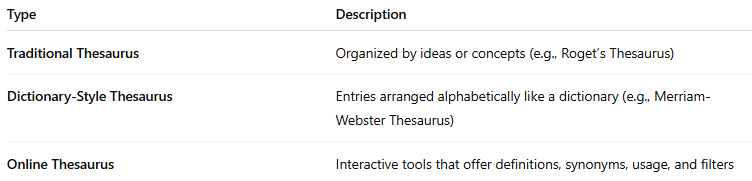 Type Description
Traditional Thesaurus Organized by ideas or concepts (e.g., Roget’s Thesaurus)
Dictionary-Style Thesaurus Entries arranged alphabetically like a dictionary (e.g., Merriam-
Webster Thesaurus)
Online Thesaurus Interactive tools that offer definitions, synonyms, usage, and filters